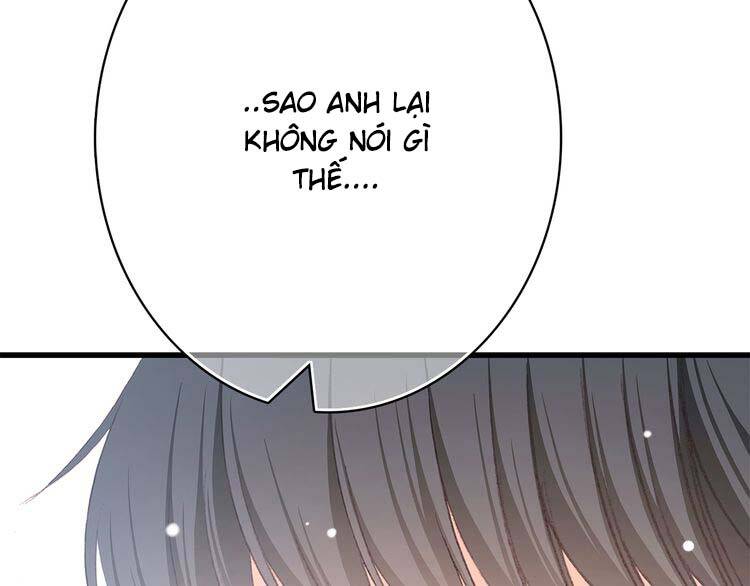 ..SAO ANH LẠI
KHÔNG NÓI GÌ
THẾ....